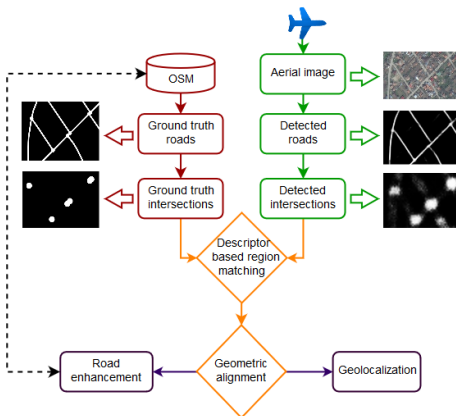 OSM
Aerial image
Ground truth
roads
Detected
roads
Ground truth
intersections
Detected
intersections
Descriptor
based region
matching
Road
enhancement
Geometric
alignment
Geolocalization